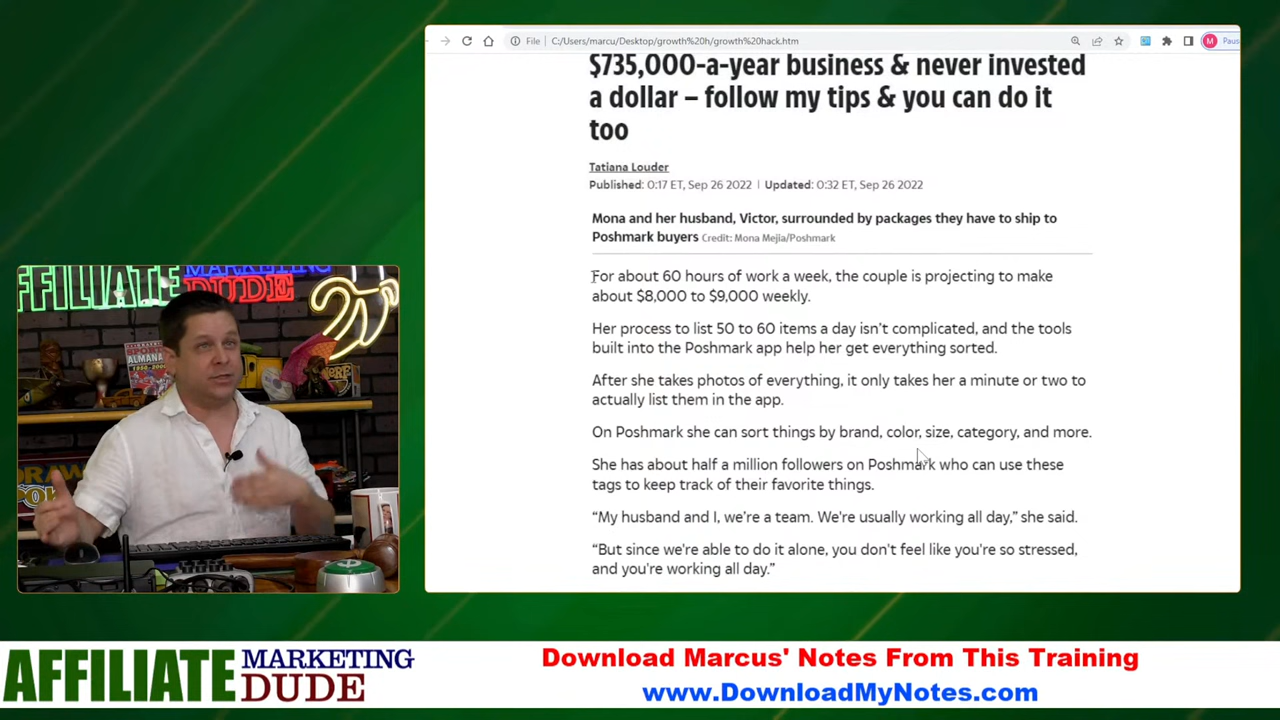 File
C:/Users/marcu/Desktop/growth%20h/growth%20hack.htm
M
Paus
$735,000-a-year business & never invested
a dollar – follow my tips & you can do it
too
Tatiana Louder
Published: 0:17 ET, Sep 26 2022 | Updated: 0:32 ET, Sep 26 2022
Mona and her husband, Victor, surrounded by packages they have to ship to
Poshmark buyers Credit: Mona Mejia/Poshmark
For about 60 hours of work a week, the couple is projecting to make
about $8,000 to $9,000 weekly.
Her process to list 50 to 60 items a day isn’t complicated, and the tools
built into the Poshmark app help her get everything sorted.
After she takes photos of everything, it only takes her a minute or two to
actually list them in the app.
On Poshmark she can sort things by brand, color, size, category, and more.
She has about half a million followers on Poshmark who can use these
tags to keep track of their favorite things.
“My husband and I, we’re a team. We're usually working all day,” she said.
“But since we're able to do it alone, you don’t feel like you’re so stressed,
and you're working all day.”
FFILIATE
MARKETING
DUDE
SPORTS
ALMANAC
1950-2000
AFFILIATE
MARKETING
DUDE
Download Marcus' Notes From This Training
www.DownloadMyNotes.com